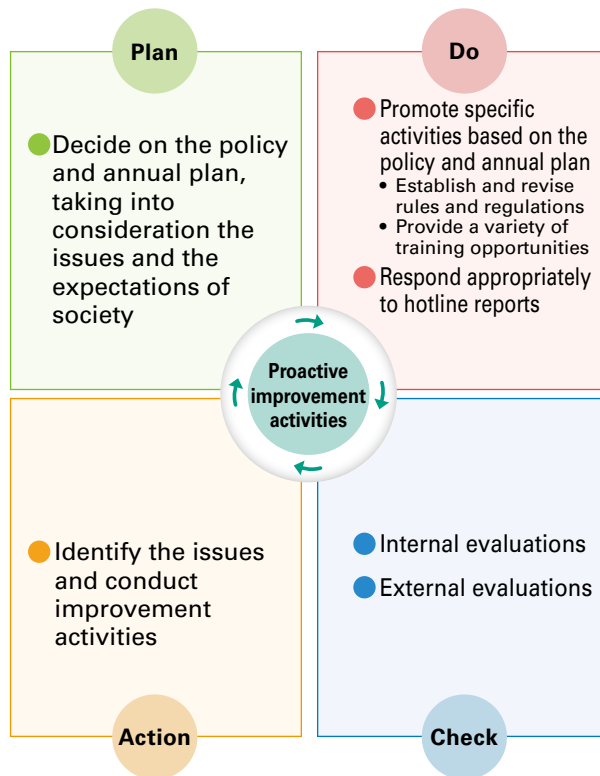 Plan
● Decide on the policy
and annual plan,
taking into
consideration the
issues and the
expectations of
society
Do
● Promote specific
activities based on the
policy and annual plan
• Establish and revise
rules and regulations
• Provide a variety of
training opportunities
● Respond appropriately
to hotline reports
Proactive
improvement
activities
● Identify the issues
and conduct
improvement
activities
Action
● Internal evaluations
● External evaluations
Check